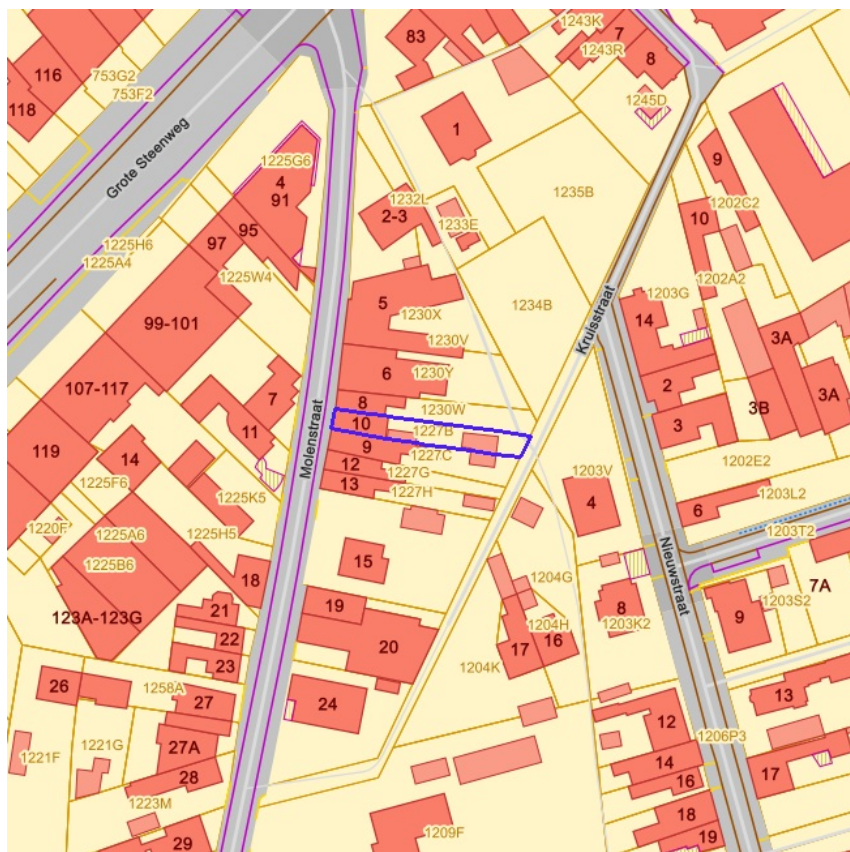 1243K
7
83
1243R
8
116
753G2
753F2
118
1245D
1
9
Grote Steenweg
1225G6
4
91
1232L
1235B
1202C2
2-3
1233E
10
95
97
1225H6
1225A4
1225W4
1202A2
1203G
5
1234B
99-101
1230X
Kruisstraat
14
3A
1230V
6
1230Y
107-117
7
2
3A
8
1230W
3B
10
1227B
3
11
Molenstraat
9
1227C
119
14
12
1227G
1202E2
1203V
13
1227H
1225F6
1225K5
4
6
1203L2
1220F
1225A6
1225H5
1203T2
15
Nieuwstraat
1225B6
1204G
18
7A
19
8
1203S2
21
123A-123G
9
1204H
1203K2
22
20
17
16
23
1204K
26
1258A
27
24
13
12
1221F
1221G
27A
1206P3
14
28
16
17
1223M
18
29
1209F
19